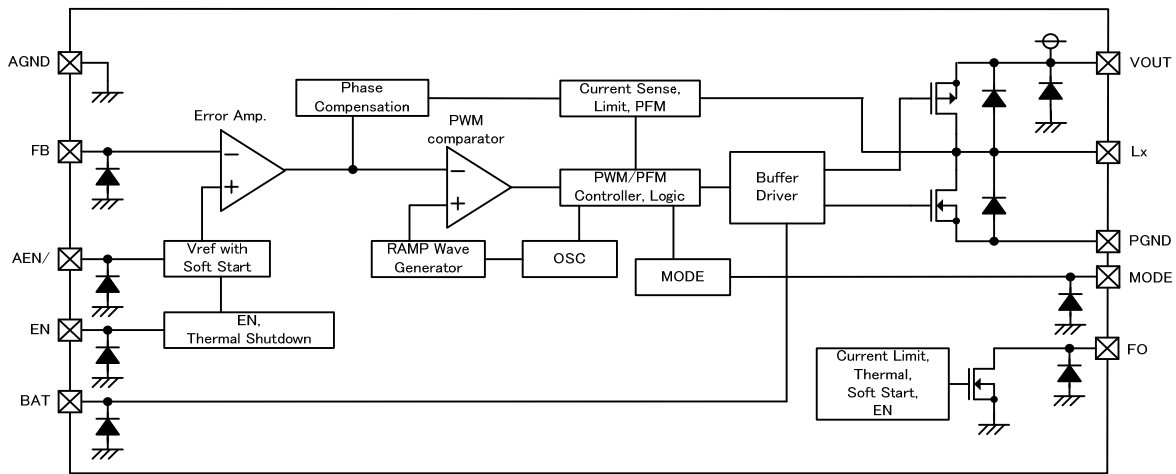 AGND
FB
AEN/
EN
BAT
Error Amp.
−
+
Vref with
Soft Start
EN,
Thermal Shutdown
Phase
Compensation
PWM
comparator
−
+
RAMP Wave
Generator
OSC
Current Sense,
Limit, PFM
PWM/PFM
Controller, Logic
MODE
Buffer
Driver
Current Limit,
Thermal,
Soft Start,
EN
VOUT
Lx
PGND
MODE
FO